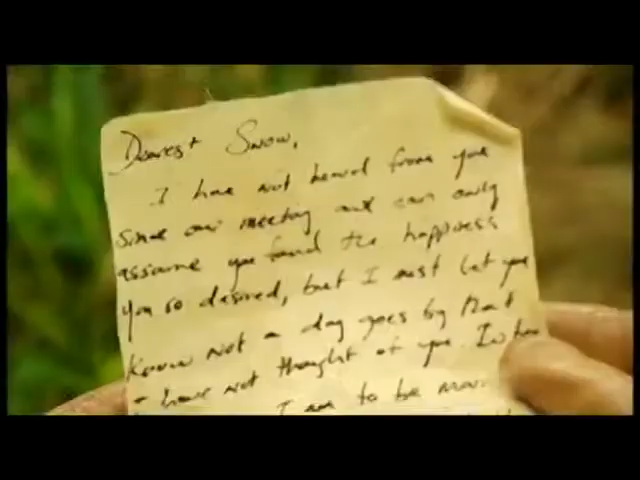 Dearest Snow,
I have not heard from you
since our meeting and can only
assume you found the happiness
you so desired, but I must let you
know not a day goes by that
I have not thought of you. In two
I am to be mar